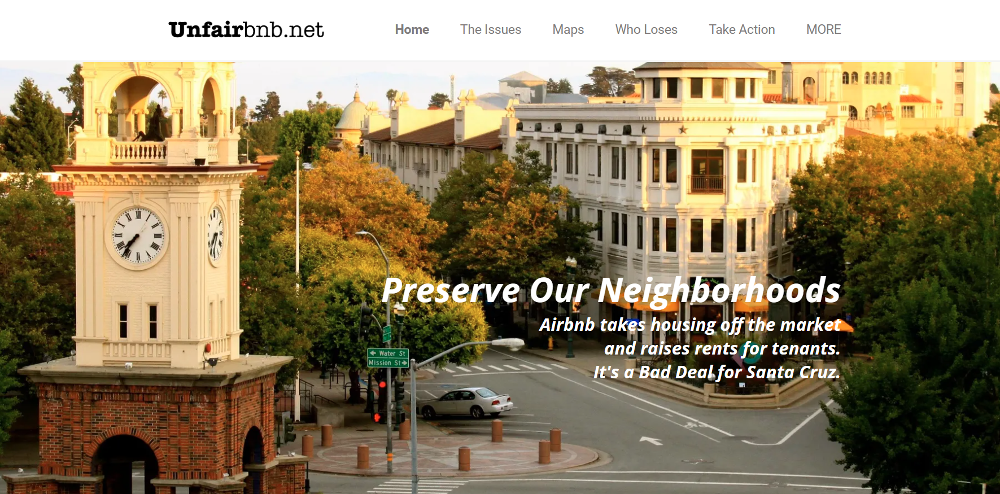 Unfairbnb.net
Home
The Issues
Maps
Who Loses
Take Action
MORE
Preserve Our Neighborhoods
Airbnb takes housing off the market
and raises rents for tenants.
It's a Bad Deal for Santa Cruz.
Water St
Mission St